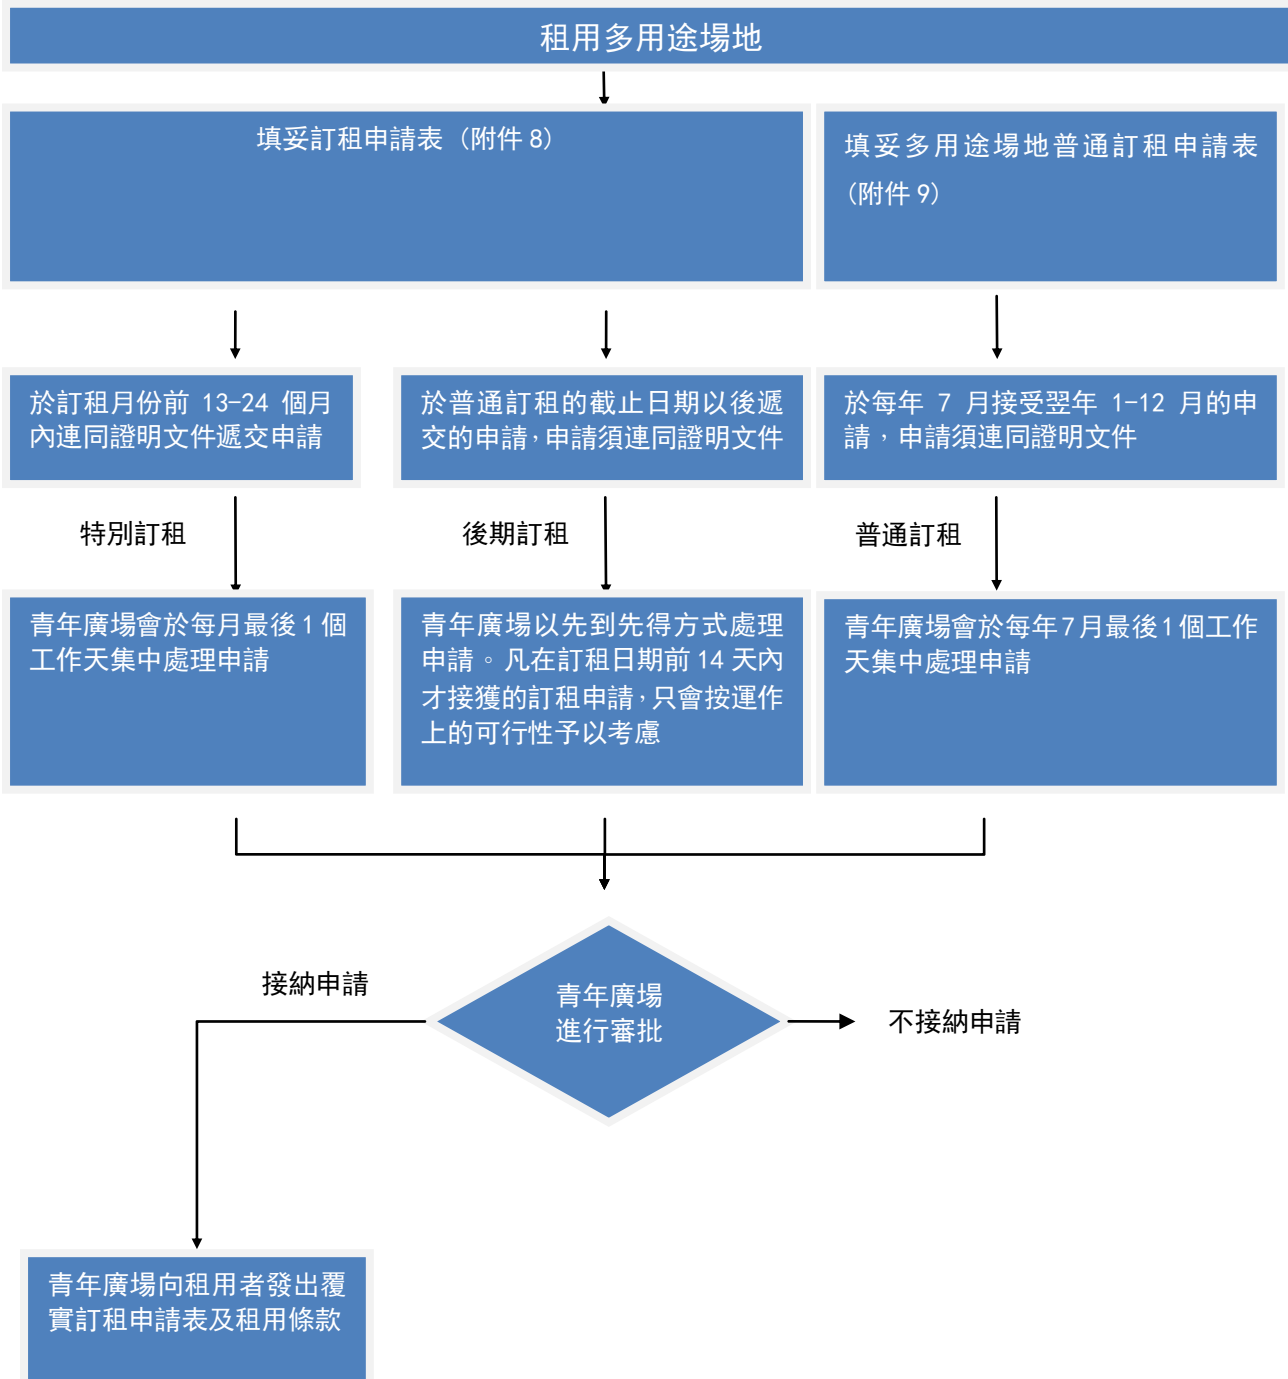 租用多用途場地
填妥訂租申請表 (附件 8)
填妥多用途場地普通訂租申請表
(附件 9)
於訂租月份前 13-24 個月
內連同證明文件遞交申請
於普通訂租的截止日期以後遞
交的申請，申請須連同證明文件
於每年 7 月接受翌年 1-12 月的申
請，申請須連同證明文件
特別訂租
後期訂租
普通訂租
青年廣場會於每月最後 1 個
工作天集中處理申請
青年廣場以先到先得方式處理
申請。凡在訂租日期前 14 天內
才接獲的訂租申請，只會按運作
上的可行性予以考慮
青年廣場會於每年 7 月最後 1 個工作
天集中處理申請
接納申請
青年廣場
進行審批
不接納申請
青年廣場向租用者發出覆
實訂租申請表及租用條款